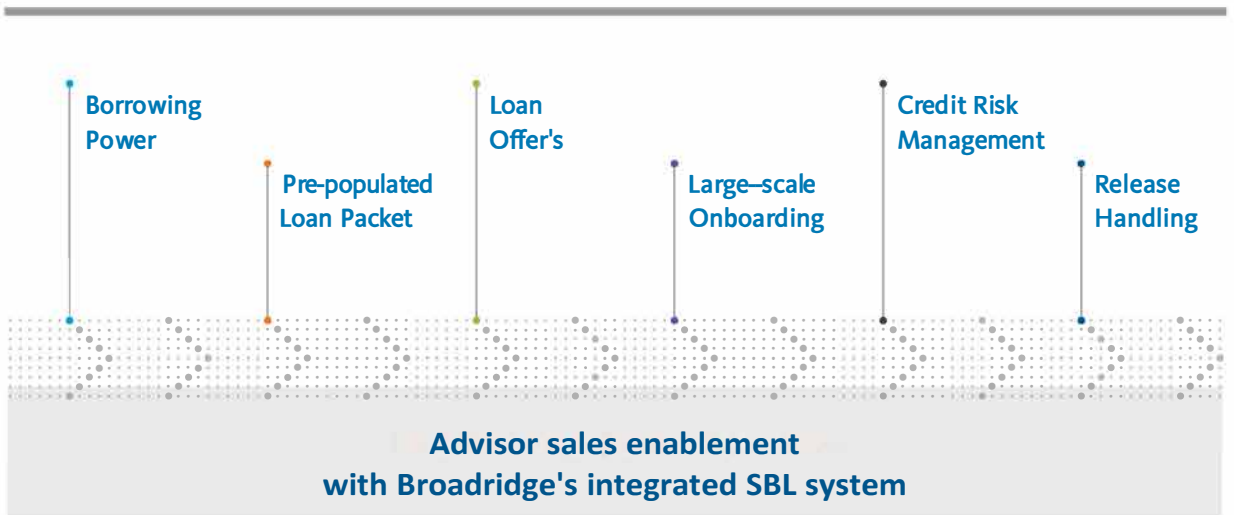 Borrowing
Power
Pre-populated
Loan Packet
Loan
Offer's
Large–scale
Onboarding
Credit Risk
Management
Release
Handling
Advisor sales enablement
with Broadridge's integrated SBL system